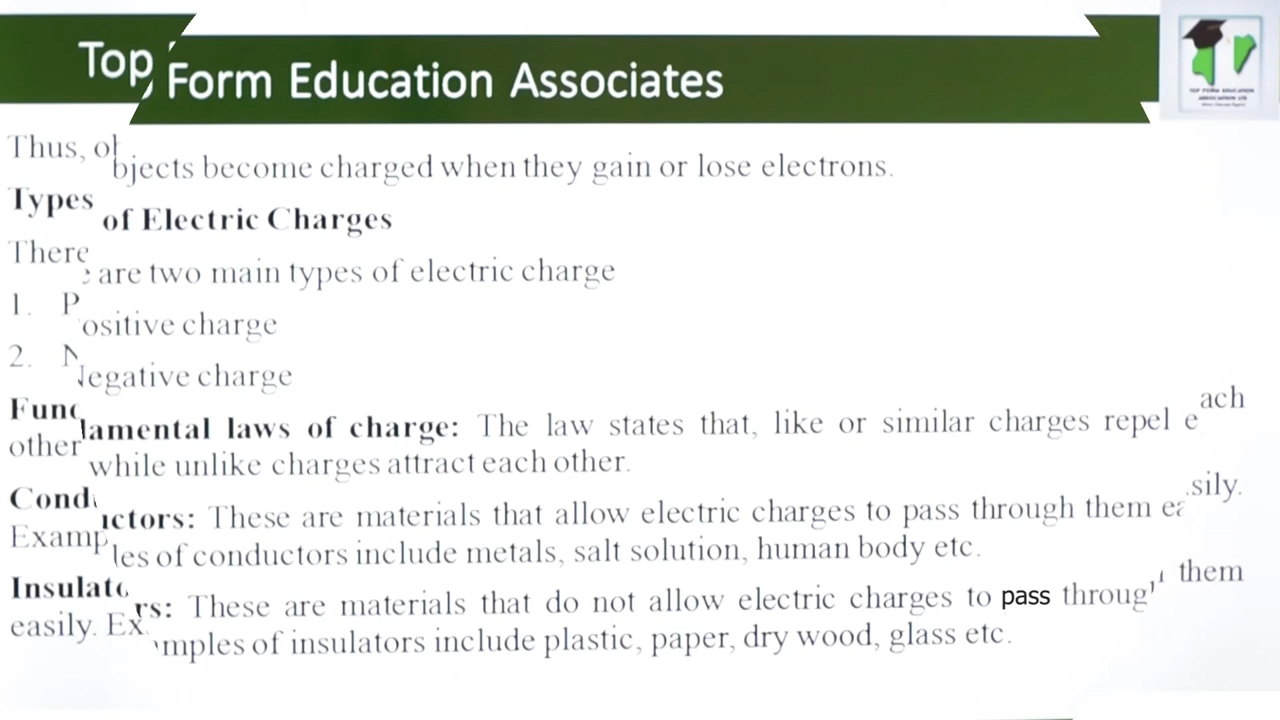 Top Form Education Associates
TOP FORM EDUCATION
ASSOCIATION LTD
Thus, objects become charged when they gain or lose electrons.
Types of Electric Charges
There are two main types of electric charge
1. Positive charge
2. Negative charge
Fundamental laws of charge: The law states that, like or similar charges repel each
other while unlike charges attract each other.
Conductors: These are materials that allow electric charges to pass through them easily.
Examples of conductors include metals, salt solution, human body etc.
Insulators: These are materials that do not allow electric charges to pass through them
easily. Examples of insulators include plastic, paper, dry wood, glass etc.